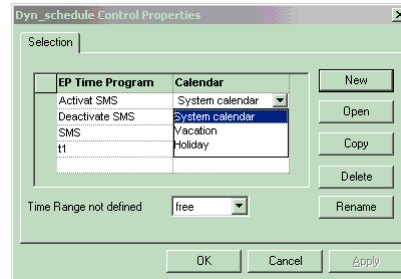 Dyn_schedule Control Properties
Selection
EP Time Program Calendar
Activat SMS System calendar
Deactivate SMS System calendar
SMS Vacation
t1 Holiday
New
Open
Copy
Delete
Rename
Time Range not defined free
OK Cancel Apply